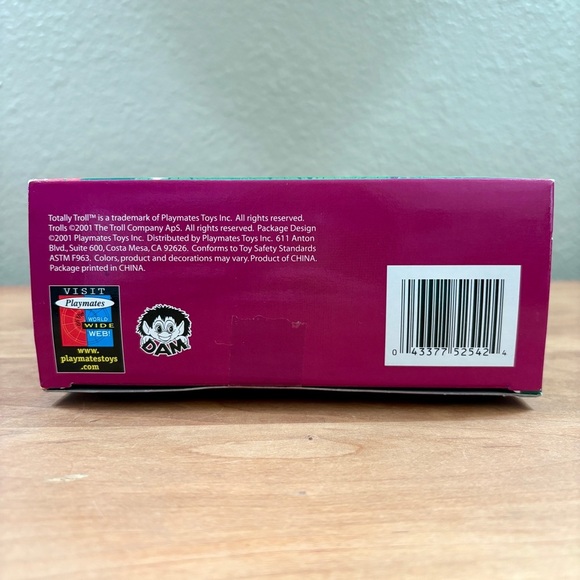 Totally Troll™ is a trademark of Playmates Toys Inc. All rights reserved.
Trolls ©2001 The Troll Company ApS. All rights reserved. Package Design
©2001 Playmates Toys Inc. Distributed by Playmates Toys Inc. 611 Anton
Blvd., Suite 600, Costa Mesa, CA 92626. Conforms to Toy Safety Standards
ASTM F963. Colors, product and decorations may vary. Product of CHINA.
Package printed in CHINA.
VISIT
Playmates
WORLD
WIDE
WEB!
www.
playmatestoys
.com
DAM
0 43377 52542 4